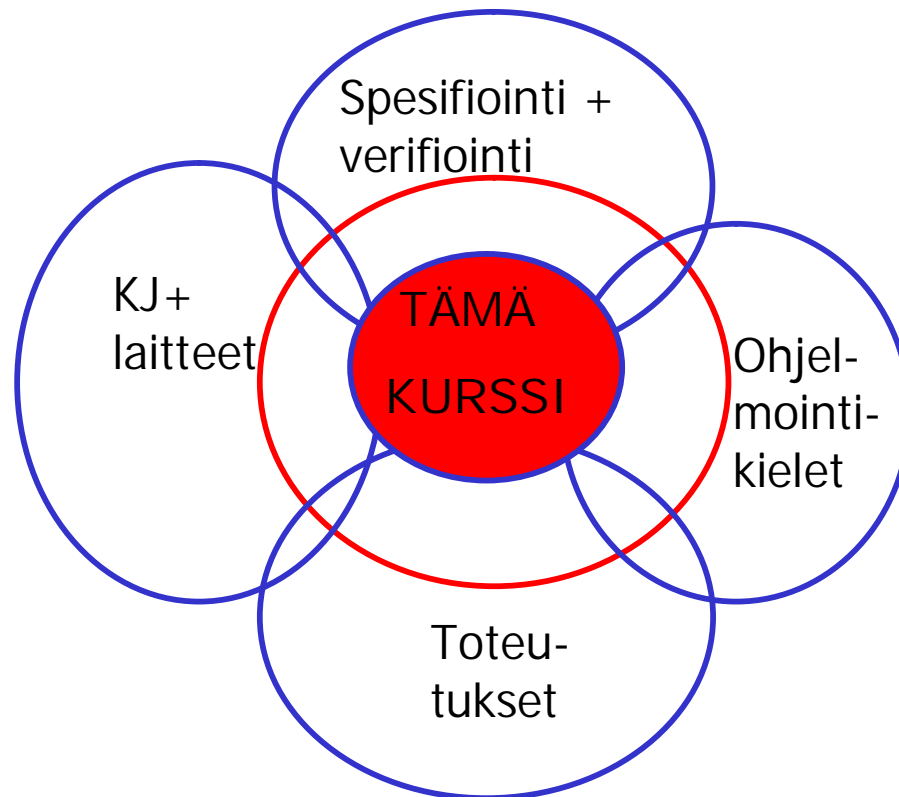 Spesifiointi +
verifiointi
KJ+
laitteet
TÄMÄ
KURSSI
Ohjel-
mointi-
kielet
Toteu-
tukset